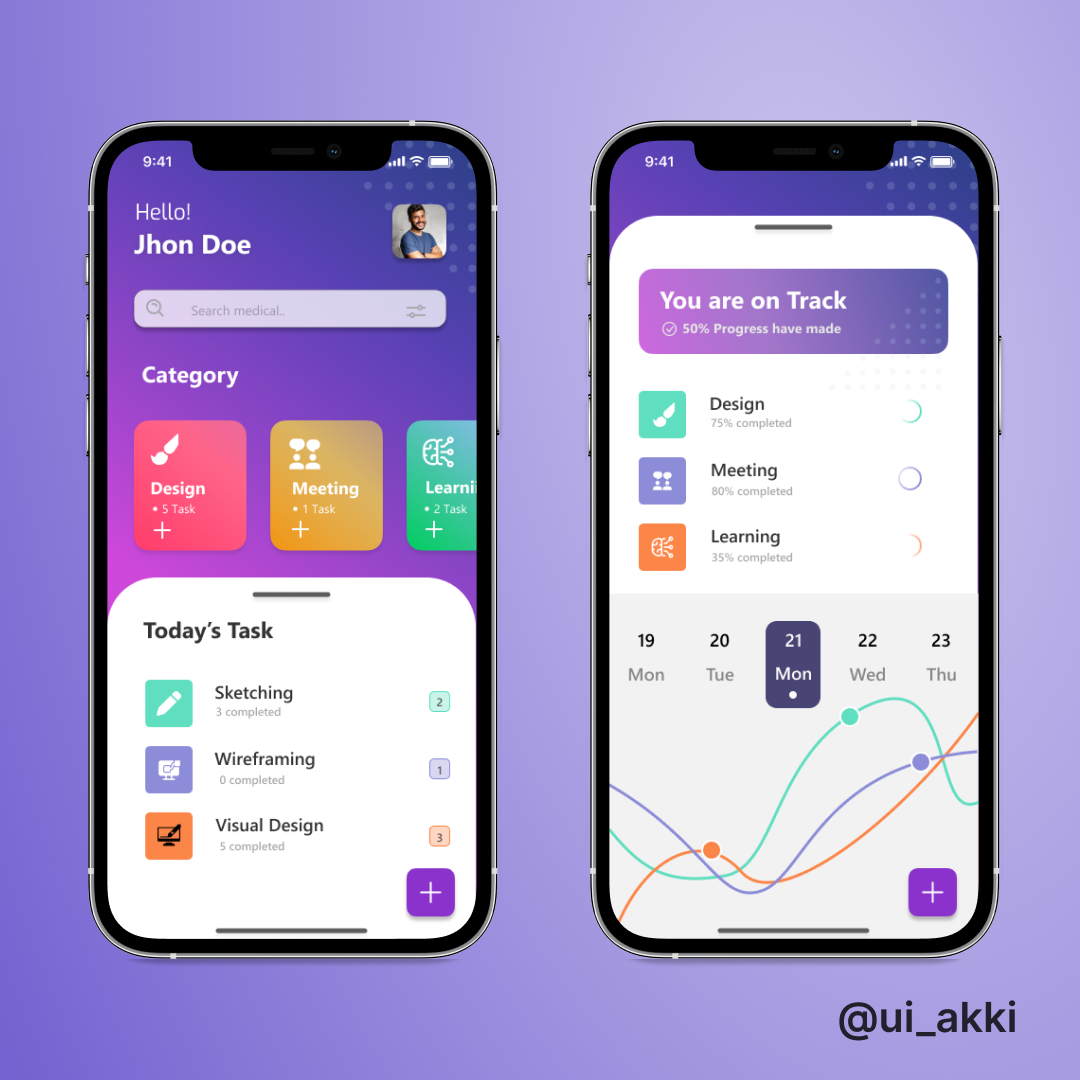 9:41
Hello!
Jhon Doe
Search medical..
Category
Design
• 5 Task
Meeting
• 1 Task
Learni
• 2 Task
Today's Task
Sketching
3 completed
2
Wireframing
0 completed
1
Visual Design
5 completed
3
9:41
You are on Track
50% Progress have made
Design
75% completed
Meeting
80% completed
Learning
35% completed
19 20 21 22 23
Mon Tue Mon Wed Thu
@ui_akki